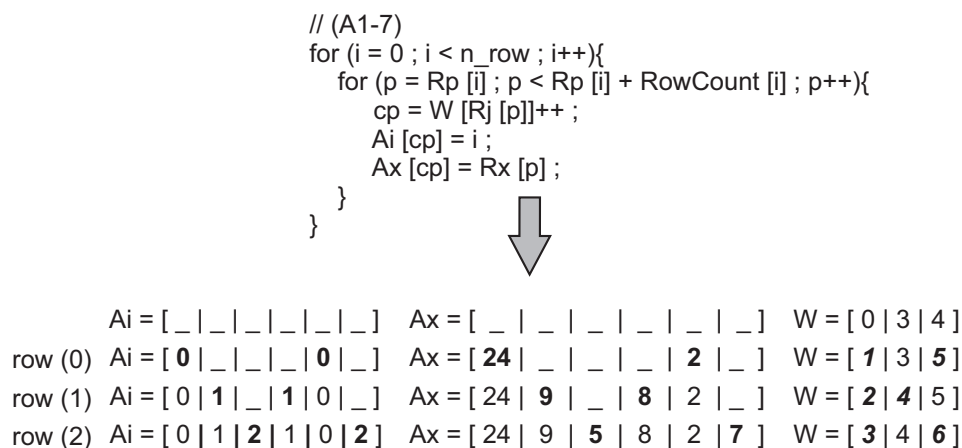 // (A1-7)
for (i = 0 ; i < n_row ; i++){
for (p = Rp [i] ; p < Rp [i] + RowCount [i] ; p++){
cp = W [Rj [p]]++ ;
Ai [cp] = i ;
Ax [cp] = Rx [p] ;
}
}
Ai = [ _ | _ | _ | _ | _ | _ ] Ax = [ _ | _ | _ | _ | _ | _ ] W = [ 0 | 3 | 4 ]
row (0) Ai = [ 0 | _ | _ | _ | 0 | _ ] Ax = [ 24 | _ | _ | _ | 2 | _ ] W = [ 1 | 3 | 5 ]
row (1) Ai = [ 0 | 1 | _ | 1 | 0 | _ ] Ax = [ 24 | 9 | _ | 8 | 2 | _ ] W = [ 2 | 4 | 5 ]
row (2) Ai = [ 0 | 1 | 2 | 1 | 0 | 2 ] Ax = [ 24 | 9 | 5 | 8 | 2 | 7 ] W = [ 3 | 4 | 6 ]